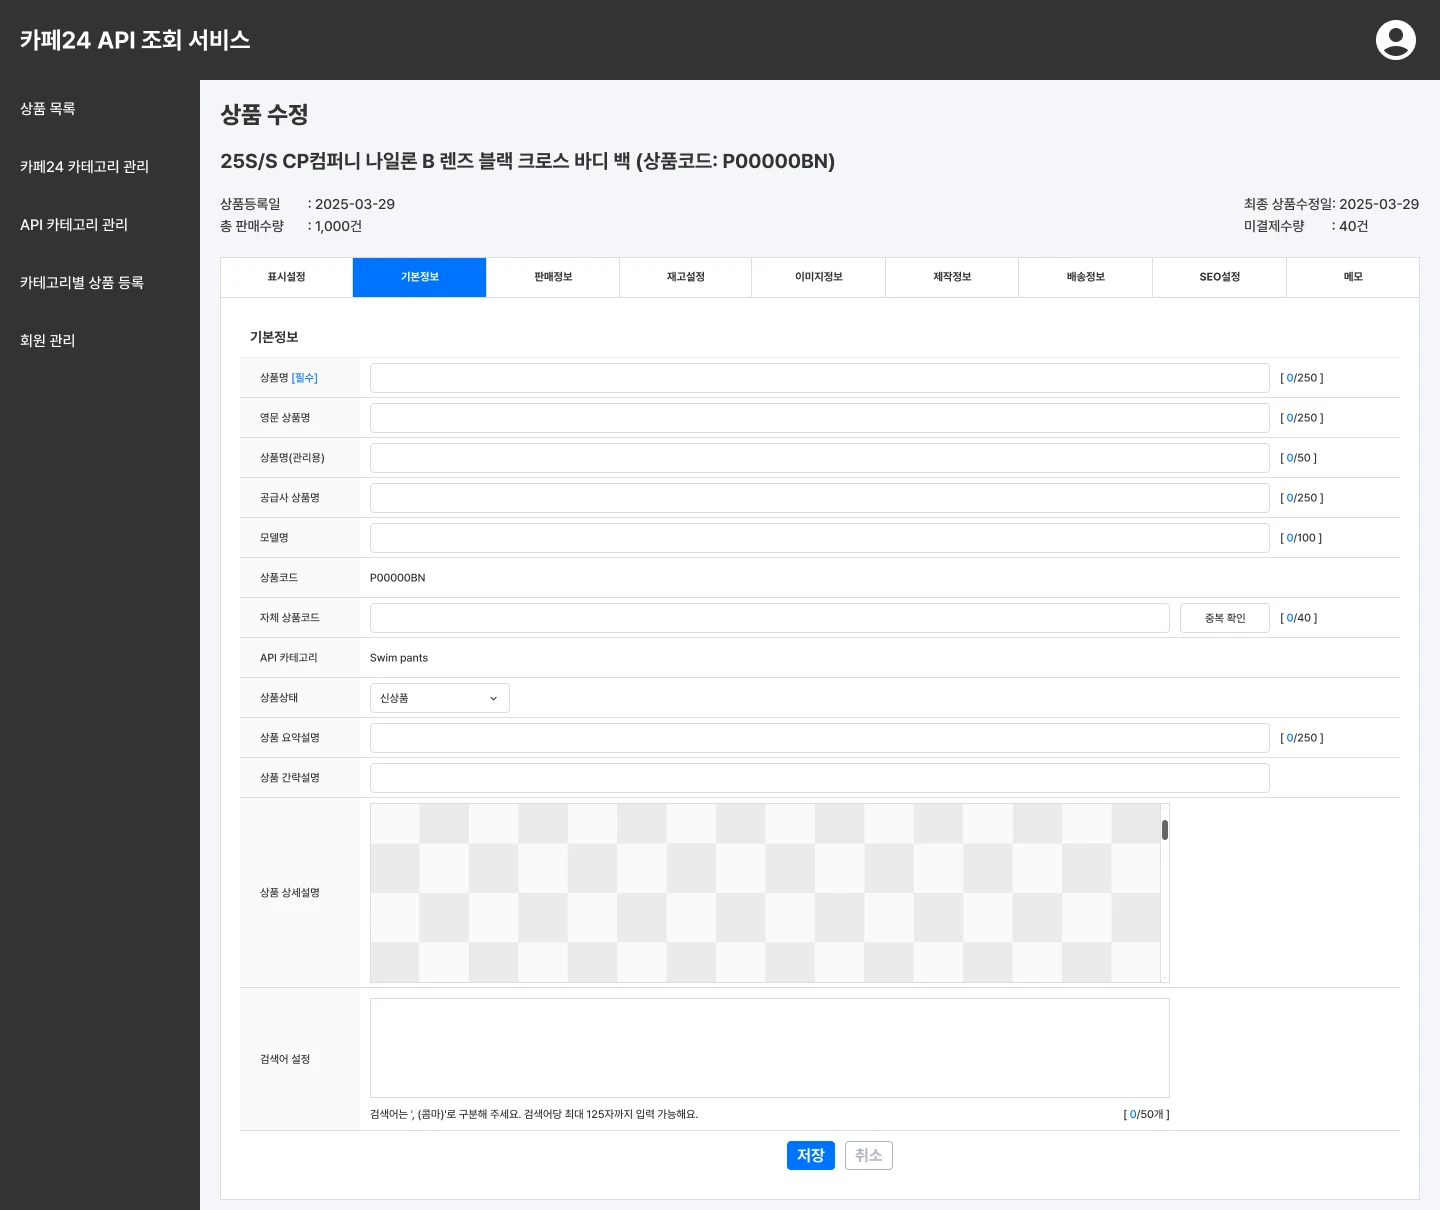 카페24 API 조회 서비스
상품 목록
카페24 카테고리 관리
API 카테고리 관리
카테고리별 상품 등록
회원 관리
상품 수정
25S/S CP컴퍼니 나일론 B 렌즈 블랙 크로스 바디 백 (상품코드: P00000BN)
상품등록일 : 2025-03-29
총 판매수량 : 1,000건
최종 상품수정일: 2025-03-29
미결제수량 : 40건
표시설정 기본정보 판매정보 재고설정 이미지정보 제작정보 배송정보 SEO설정 메모
기본정보
상품명 [필수] [ 0/250 ]
영문 상품명 [ 0/250 ]
상품명(관리용) [ 0/50 ]
공급사 상품명 [ 0/250 ]
모델명 [ 0/100 ]
상품코드 P00000BN
자체 상품코드 중복 확인 [ 0/40 ]
API 카테고리 Swim pants
상품상태 신상품
상품 요약설명 [ 0/250 ]
상품 간략설명
상품 상세설명
검색어 설정
검색어는 ', (콤마)'로 구분해 주세요. 검색어당 최대 125자까지 입력 가능해요. [ 0/50개 ]
저장 취소